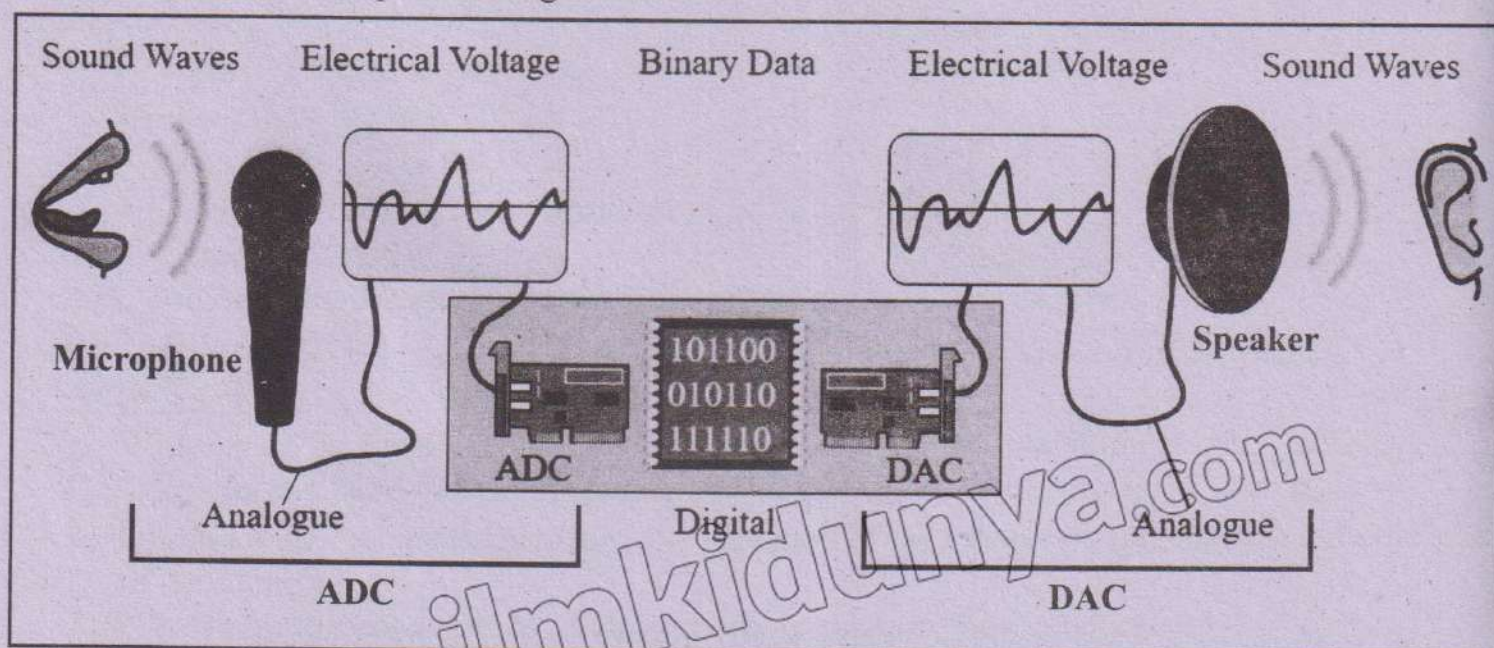 Sound Waves Electrical Voltage Binary Data Electrical Voltage Sound Waves
Microphone
Speaker
101100
010110
111110
ADC
DAC
Analogue
Digital
Analogue
ADC
DAC
ilmkidunya.com